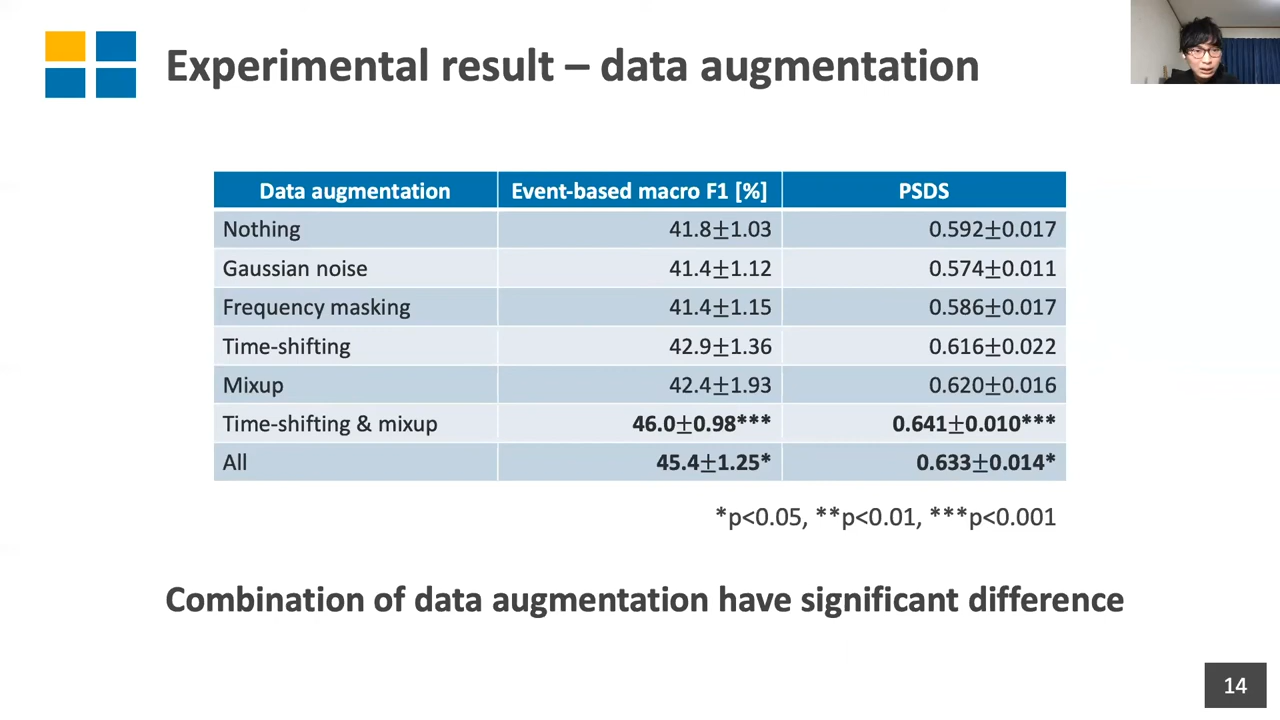 Experimental result – data augmentation
Data augmentation Event-based macro F1 [%] PSDS
Nothing 41.8±1.03 0.592±0.017
Gaussian noise 41.4±1.12 0.574±0.011
Frequency masking 41.4±1.15 0.586±0.017
Time-shifting 42.9±1.36 0.616±0.022
Mixup 42.4±1.93 0.620±0.016
Time-shifting & mixup 46.0±0.98*** 0.641±0.010***
All 45.4±1.25* 0.633±0.014*
*p<0.05, **p<0.01, ***p<0.001
Combination of data augmentation have significant difference
14